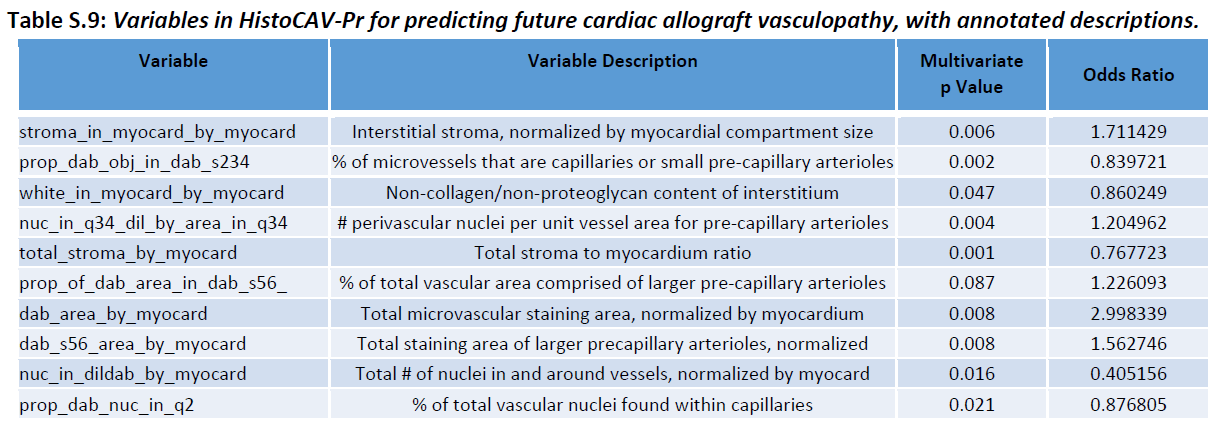 Table S.9: Variables in HistoCAV-Pr for predicting future cardiac allograft vasculopathy, with annotated descriptions.
Variable Variable Description Multivariate p Value Odds Ratio
stroma_in_myocard_by_myocard Interstitial stroma, normalized by myocardial compartment size 0.006 1.711429
prop_dab_obj_in_dab_s234 % of microvessels that are capillaries or small pre-capillary arterioles 0.002 0.839721
white_in_myocard_by_myocard Non-collagen/non-proteoglycan content of interstitium 0.047 0.860249
nuc_in_q34_dil_by_area_in_q34 # perivascular nuclei per unit vessel area for pre-capillary arterioles 0.004 1.204962
total_stroma_by_myocard Total stroma to myocardium ratio 0.001 0.767723
prop_of_dab_area_in_dab_s56_ % of total vascular area comprised of larger pre-capillary arterioles 0.087 1.226093
dab_area_by_myocard Total microvascular staining area, normalized by myocardium 0.008 2.998339
dab_s56_area_by_myocard Total staining area of larger precapillary arterioles, normalized 0.008 1.562746
nuc_in_dildab_by_myocard Total # of nuclei in and around vessels, normalized by myocard 0.016 0.405156
prop_dab_nuc_in_q2 % of total vascular nuclei found within capillaries 0.021 0.876805